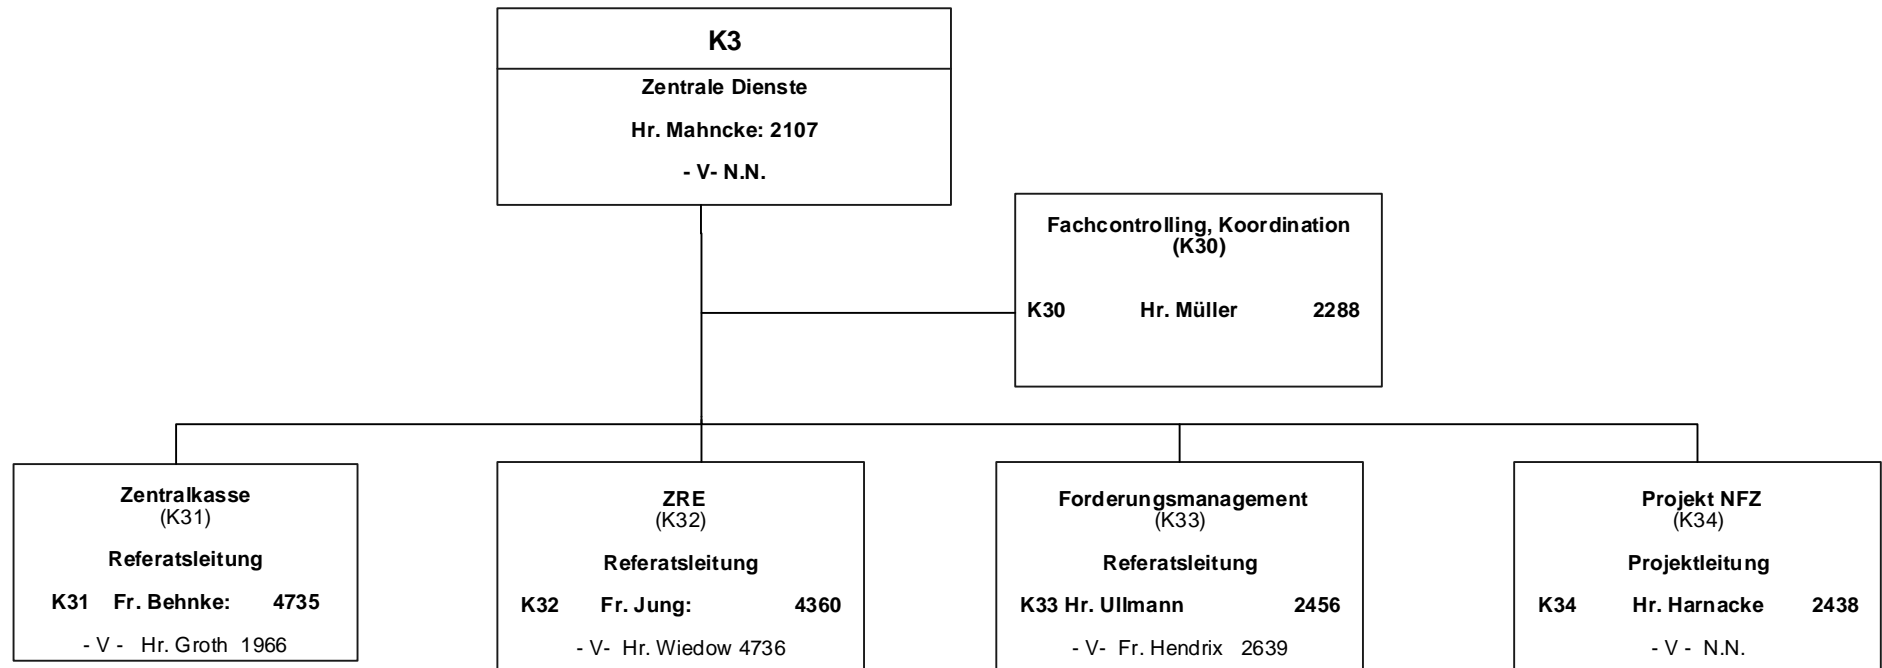 K3
Zentrale Dienste
Hr. Mahncke: 2107
- V- N.N.
Fachcontrolling, Koordination
(K30)
K30 Hr. Müller 2288
Zentralkasse
(K31)
Referatsleitung
K31 Fr. Behnke: 4735
- V - Hr. Groth 1966
ZRE
(K32)
Referatsleitung
K32 Fr. Jung: 4360
- V- Hr. Wiedow 4736
Forderungsmanagement
(K33)
Referatsleitung
K33 Hr. Ullmann 2456
- V- Fr. Hendrix 2639
Projekt NFZ
(K34)
Projektleitung
K34 Hr. Harnacke 2438
- V - N.N.